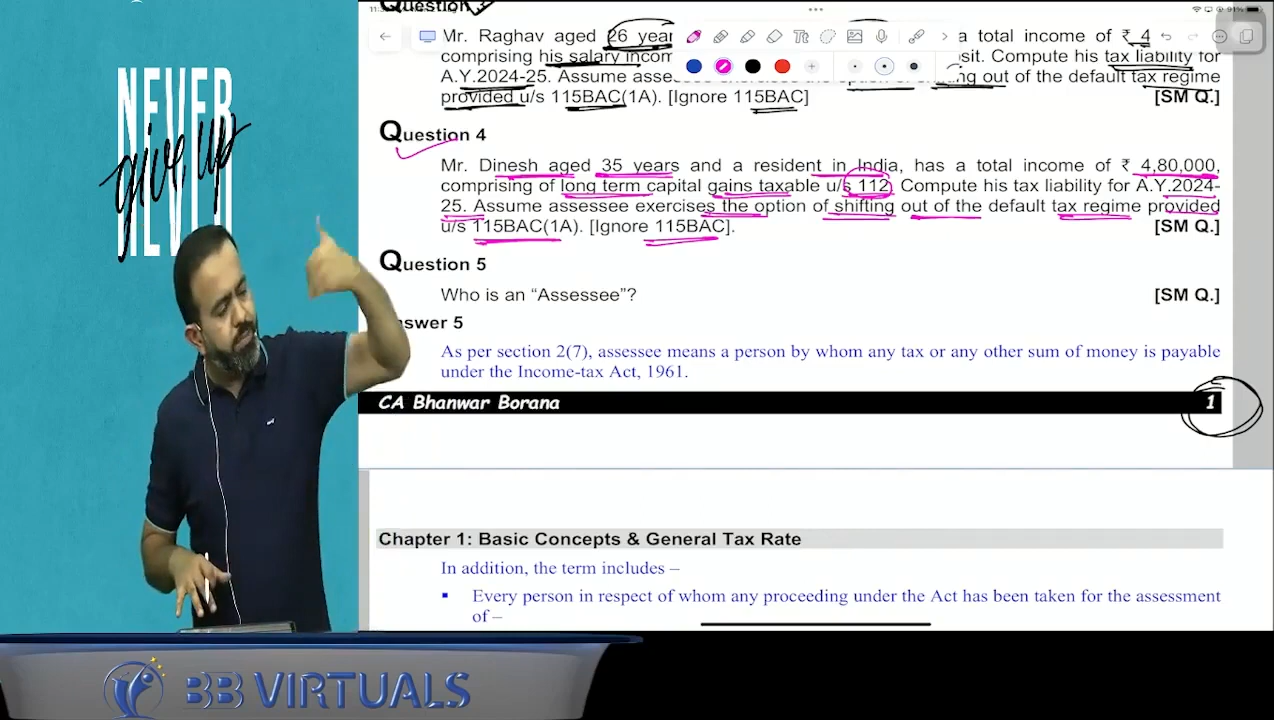 Question
Mr. Raghav aged 26 year a total income of ₹ 4
comprising his salary incom sit. Compute his tax liability for
A.Y.2024-25. Assume asse ng out of the default tax regime
provided u/s 115BAC(1A). [Ignore 115BAC] [SM Q.]
Question 4
Mr. Dinesh aged 35 years and a resident in India, has a total income of ₹ 4,80,000,
comprising of long term capital gains taxable u/s 112. Compute his tax liability for A.Y.2024-
25. Assume assessee exercises the option of shifting out of the default tax regime provided
u/s 115BAC(1A). [Ignore 115BAC]. [SM Q.]
Question 5
Who is an “Assessee”? [SM Q.]
nswer 5
As per section 2(7), assessee means a person by whom any tax or any other sum of money is payable
under the Income-tax Act, 1961.
CA Bhanwar Borana 1
Chapter 1: Basic Concepts & General Tax Rate
In addition, the term includes –
▪ Every person in respect of whom any proceeding under the Act has been taken for the assessment
of –
NEVER
give up
NEVER
BB VIRTUALS
91%